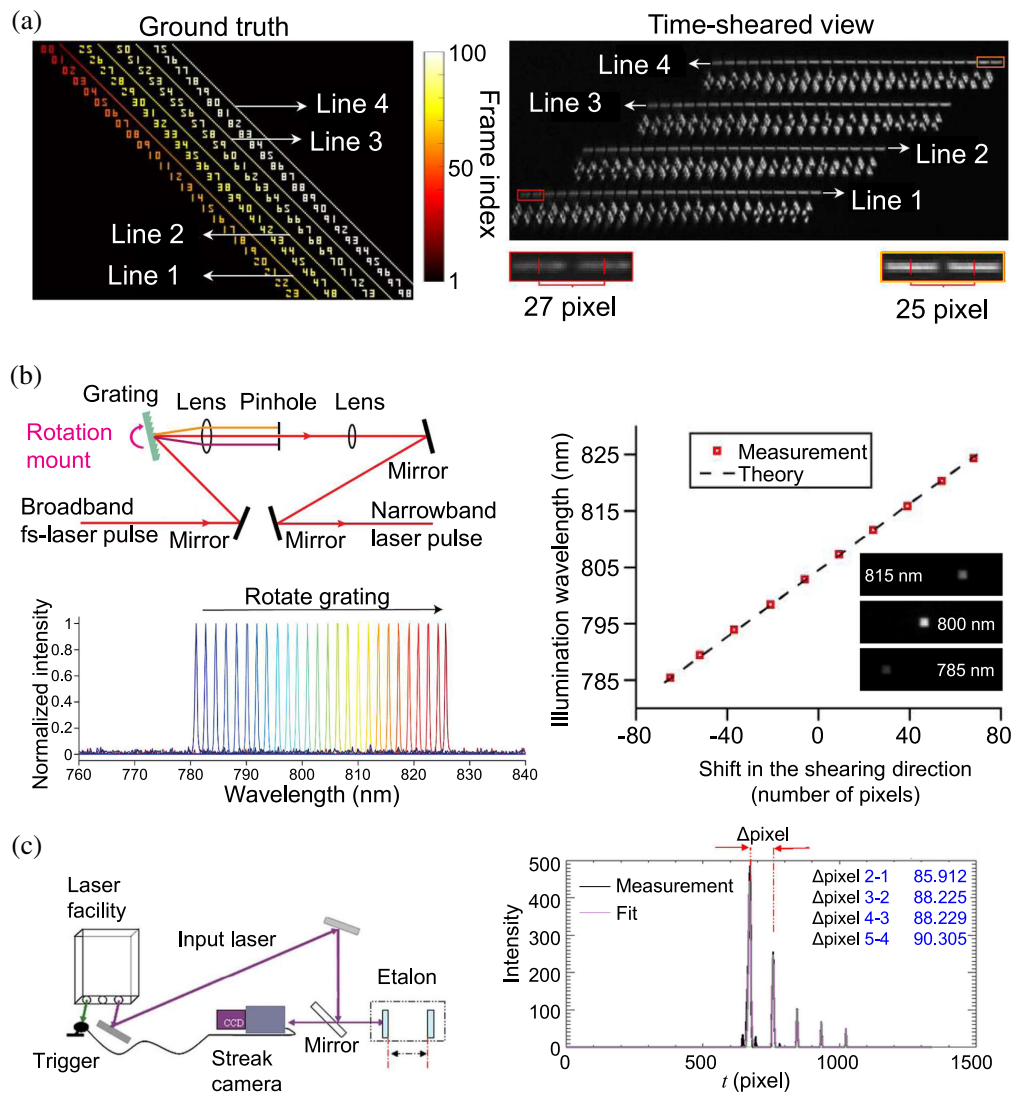 (a)
Ground truth
Line 4
Line 3
Line 2
Line 1
100
50
1
Frame index
Time-sheared view
Line 4
Line 3
Line 2
Line 1
27 pixel
25 pixel
(b)
Grating
Lens
Pinhole
Lens
Rotation
mount
Mirror
Broadband
fs-laser pulse
Mirror
Mirror
Narrowband
laser pulse
Rotate grating
Normalized intensity
1
0.8
0.6
0.4
0.2
0
760
770
780
790
800
810
820
830
840
Wavelength (nm)
Illumination wavelength (nm)
825
815
805
795
785
Measurement
Theory
815 nm
800 nm
785 nm
-80
-40
0
40
80
Shift in the shearing direction
(number of pixels)
(c)
Laser
facility
Input laser
Etalon
CCD
Trigger
Streak
camera
Mirror
Δpixel
Intensity
500
400
300
200
100
0
Measurement
Fit
Δpixel 2-1 85.912
Δpixel 3-2 88.225
Δpixel 4-3 88.229
Δpixel 5-4 90.305
0
500
1000
1500
t (pixel)